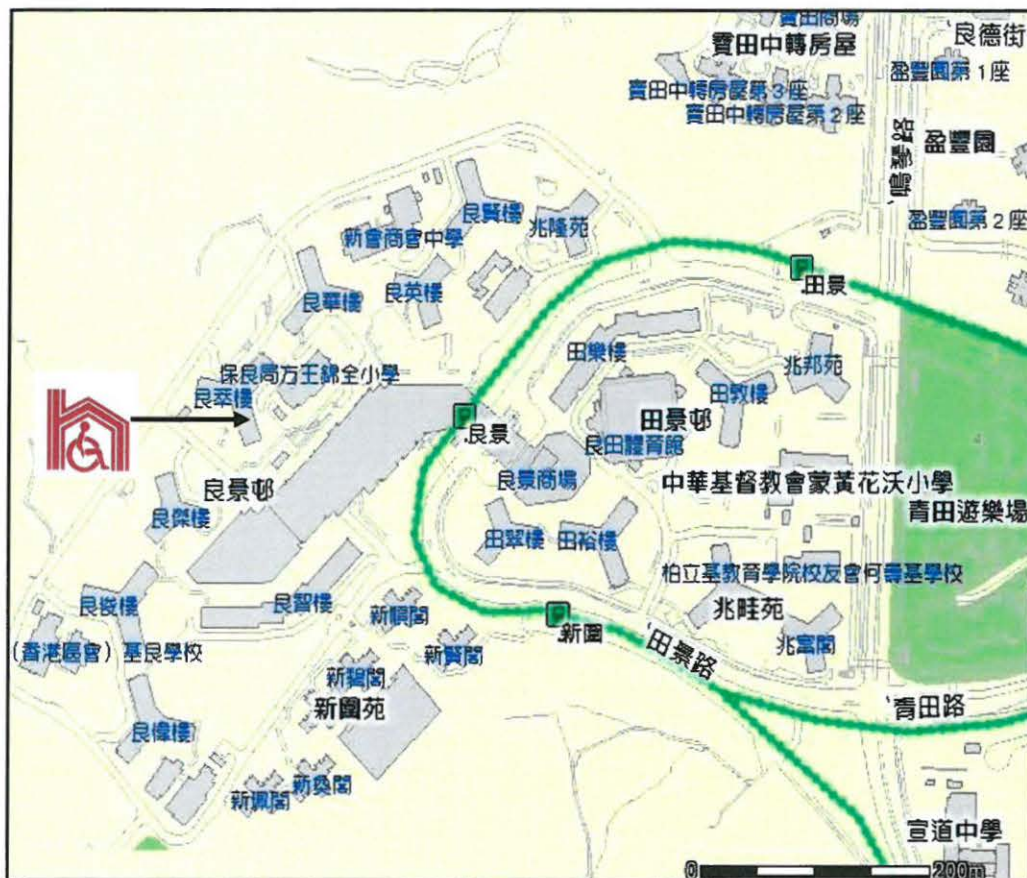 寶田商場
寶田中轉房屋
良德街
盈豐園第1座
寶田中轉房屋第3座
寶田中轉房屋第2座
鳴琴路
盈豐園
良賢樓
兆隆苑
盈豐園第2座
新會商會中學
田景
良華樓
良英樓
田樂樓
兆邦苑
保良局方王錦全小學
良萃樓
田敦樓
良景
田景邨
良田體育館
良景商場
中華基督教會蒙黃花沃小學
良景邨
青田遊樂場
良傑樓
田翠樓
田裕樓
柏立基教育學院校友會何壽基學校
良俊樓
良智樓
新順閣
新圍
兆畦苑
(香港區會)基良學校
新賢閣
田景路
兆富閣
新圍苑
青田路
良偉樓
新奐閣
新珮閣
宣道中學
0
200m